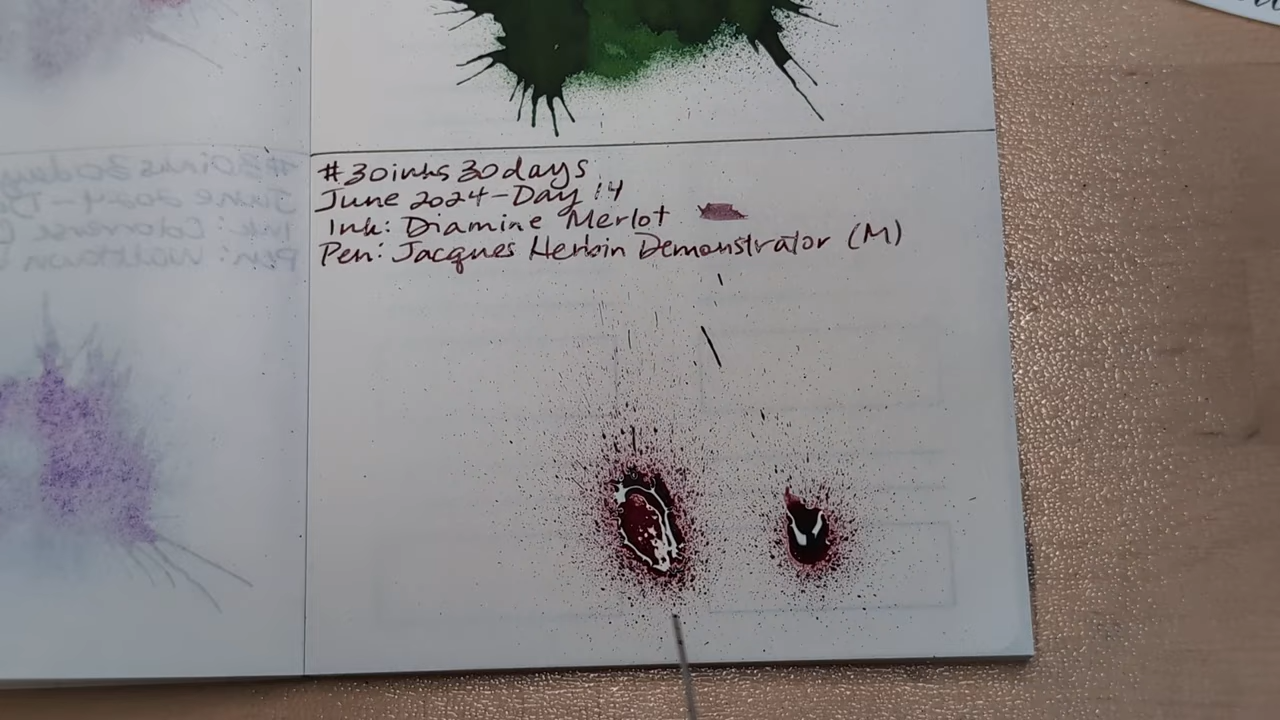 #30inks30days
June 2024-Day 14
Ink: Diamine Merlot
Pen: Jacques Herbin Demonstrator (M)